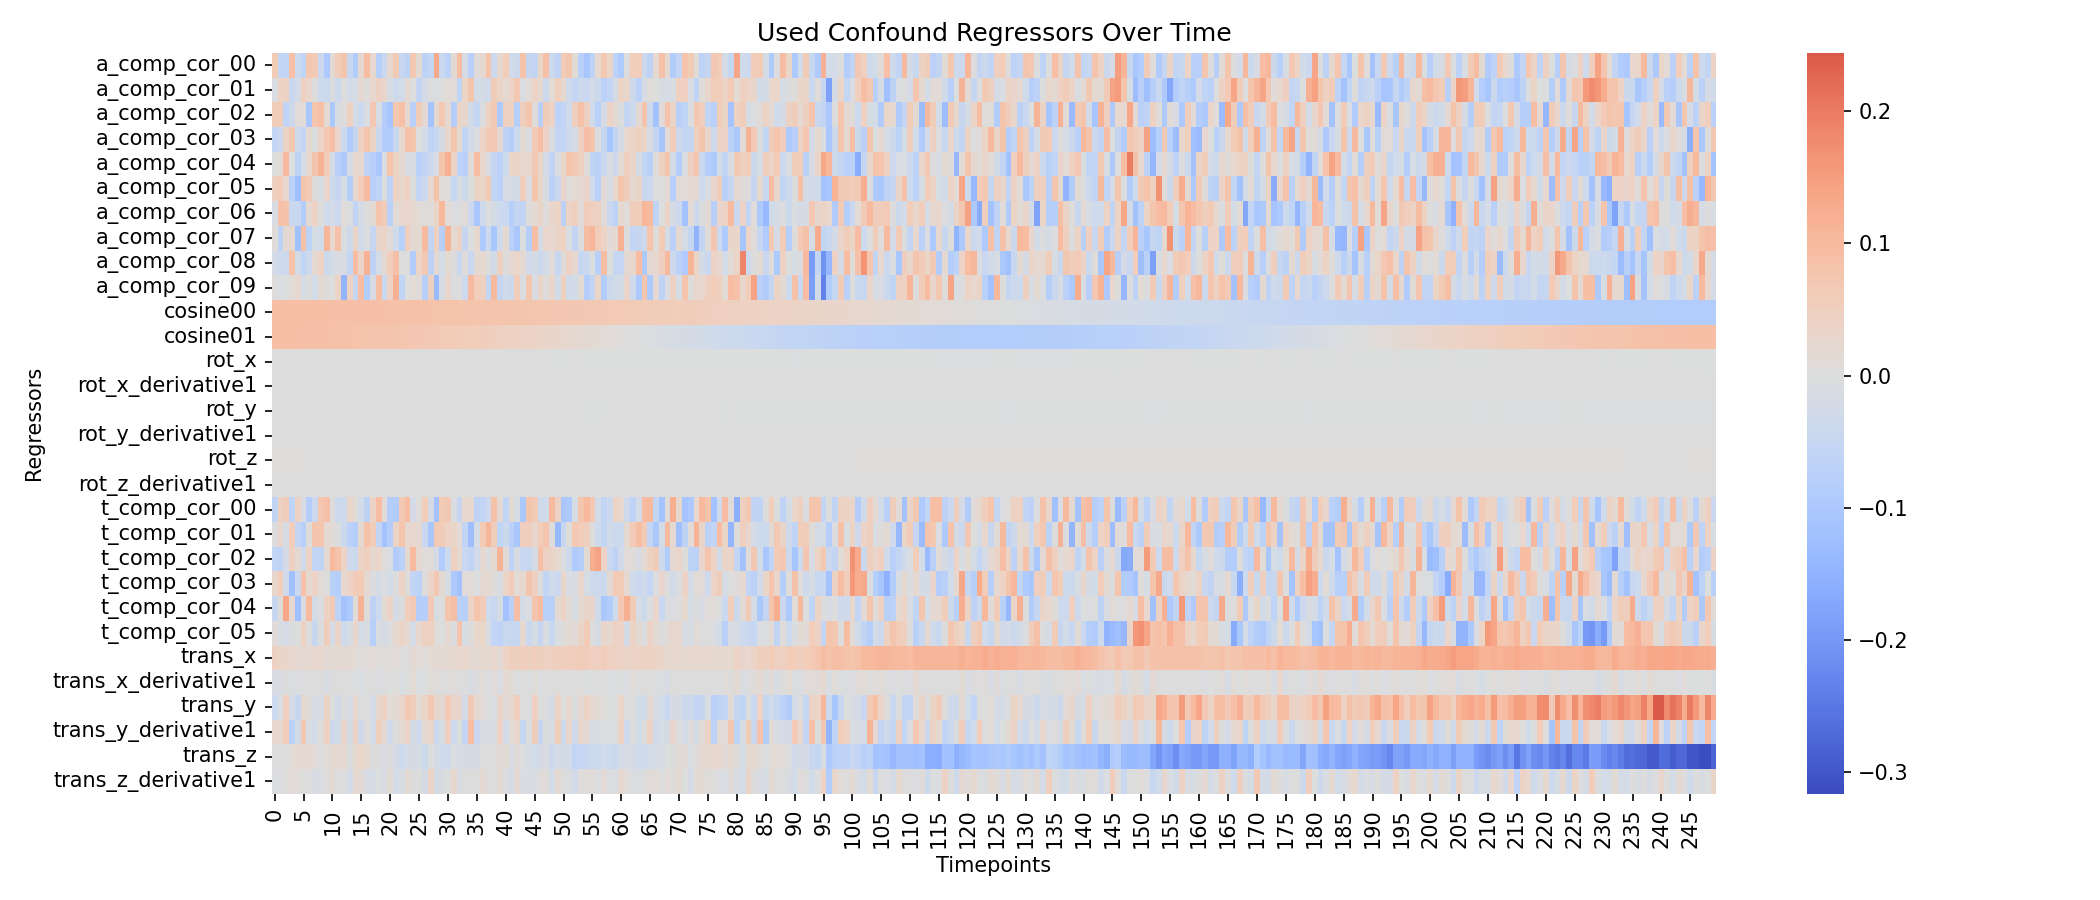 Used Confound Regressors Over Time
Regressors
a_comp_cor_00
a_comp_cor_01
a_comp_cor_02
a_comp_cor_03
a_comp_cor_04
a_comp_cor_05
a_comp_cor_06
a_comp_cor_07
a_comp_cor_08
a_comp_cor_09
cosine00
cosine01
rot_x
rot_x_derivative1
rot_y
rot_y_derivative1
rot_z
rot_z_derivative1
t_comp_cor_00
t_comp_cor_01
t_comp_cor_02
t_comp_cor_03
t_comp_cor_04
t_comp_cor_05
trans_x
trans_x_derivative1
trans_y
trans_y_derivative1
trans_z
trans_z_derivative1
0 5 10 15 20 25 30 35 40 45 50 55 60 65 70 75 80 85 90 95 100 105 110 115 120 125 130 135 140 145 150 155 160 165 170 175 180 185 190 195 200 205 210 215 220 225 230 235 240 245
Timepoints
0.2
0.1
0.0
−0.1
−0.2
−0.3